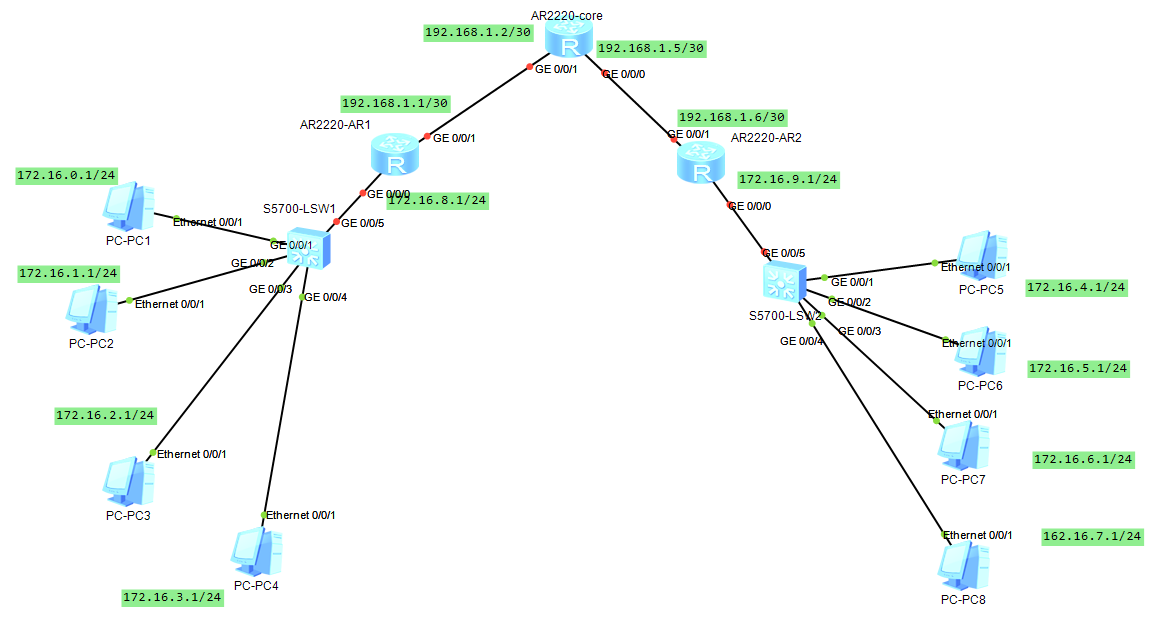 AR2220-core
192.168.1.2/30
192.168.1.5/30
GE 0/0/1
GE 0/0/0
R
192.168.1.1/30
192.168.1.6/30
AR2220-AR1
GE 0/0/1
GE 0/0/1
AR2220-AR2
R
R
172.16.0.1/24
172.16.9.1/24
GE 0/0/0
172.16.8.1/24
GE 0/0/0
S5700-LSW1
GE 0/0/5
Ethernet 0/0/1
PC-PC1
GE 0/0/1
GE 0/0/5
GE 0/0/2
172.16.1.1/24
Ethernet 0/0/1
GE 0/0/1
PC-PC5
172.16.4.1/24
GE 0/0/3
GE 0/0/4
Ethernet 0/0/1
GE 0/0/2
S5700-LSW2
GE 0/0/3
PC-PC2
GE 0/0/4
Ethernet 0/0/1
172.16.5.1/24
PC-PC6
172.16.2.1/24
Ethernet 0/0/1
Ethernet 0/0/1
172.16.6.1/24
PC-PC7
PC-PC3
Ethernet 0/0/1
Ethernet 0/0/1
162.16.7.1/24
PC-PC4
172.16.3.1/24
PC-PC8